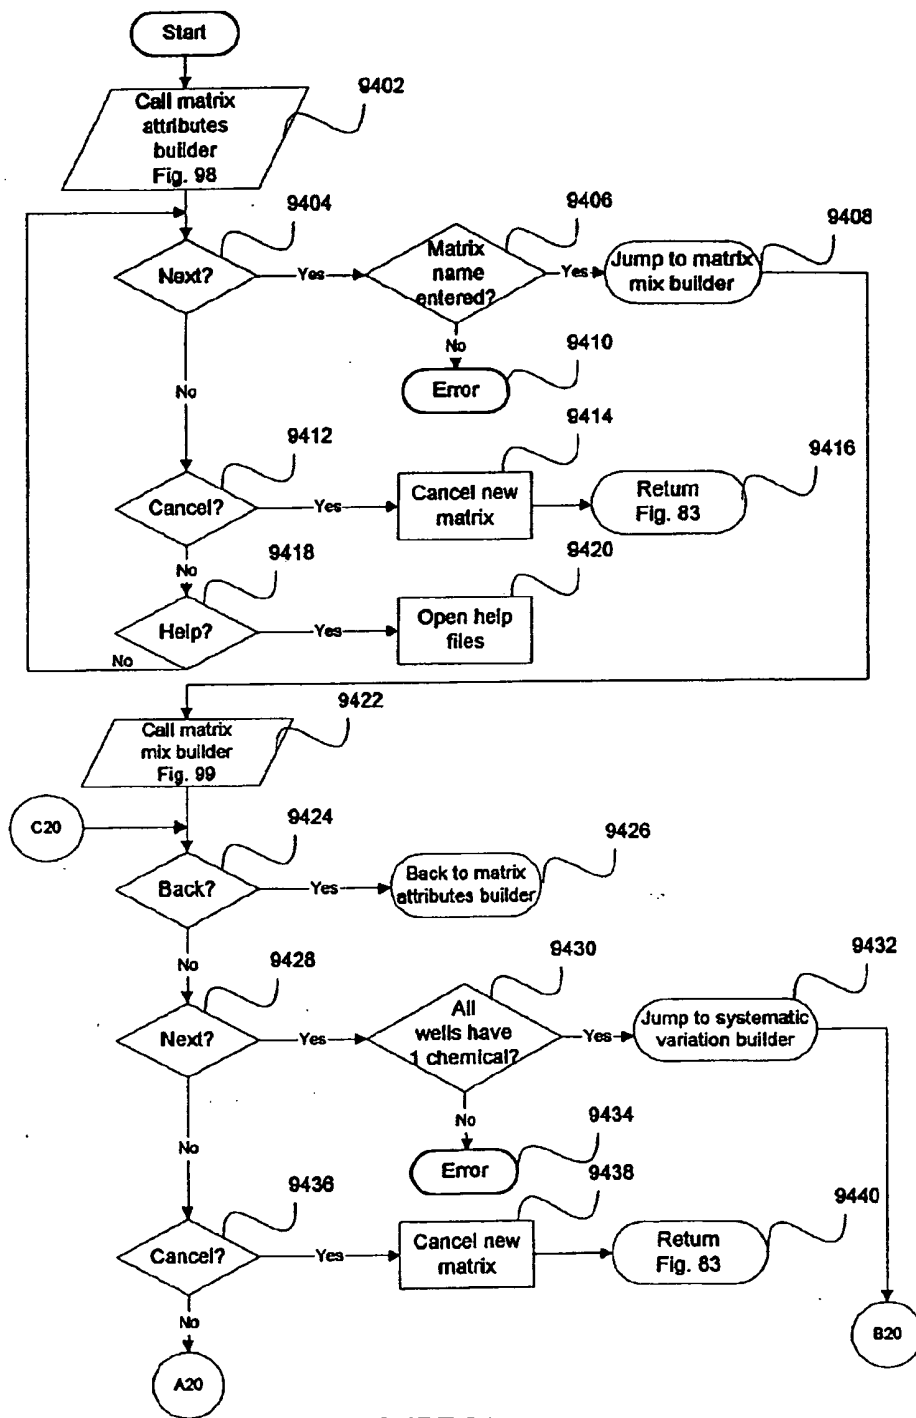 Start
Call matrix
attributes
builder
Fig. 98
9402
9404
Next?
Yes
9406
Matrix
name
entered?
Yes
9408
Jump to matrix
mix builder
No
9410
Error
No
9412
Cancel?
Yes
9414
Cancel new
matrix
9416
Return
Fig. 83
No
9418
Help?
Yes
9420
Open help
files
No
9422
Call matrix
mix builder
Fig. 99
C20
9424
Back?
Yes
9426
Back to matrix
attributes builder
No
9428
Next?
Yes
9430
All
wells have
1 chemical?
Yes
9432
Jump to systematic
variation builder
No
9434
Error
No
9436
Cancel?
Yes
9438
Cancel new
matrix
9440
Return
Fig. 83
No
A20
B20